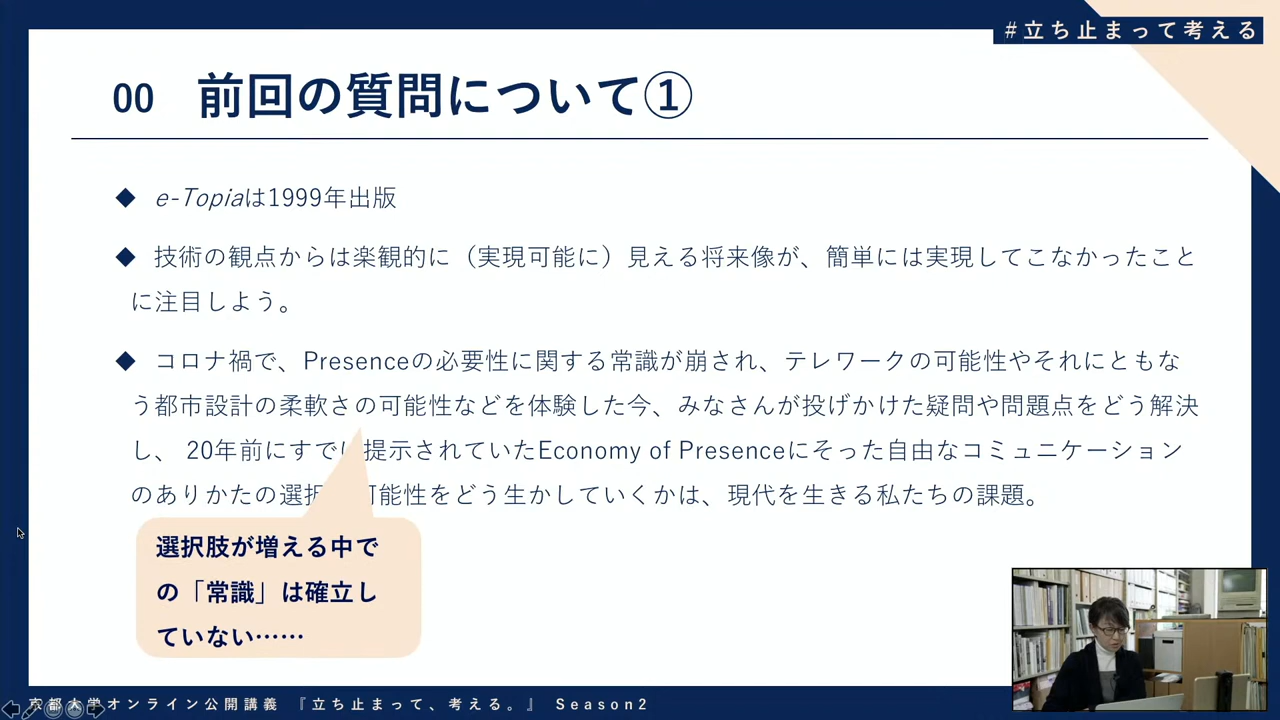 #立ち止まって考える
00 前回の質問について①
◆ e-Topiaは1999年出版
◆ 技術の観点からは楽観的に（実現可能に）見える将来像が、簡単には実現してこなかったこと
に注目しよう。
◆ コロナ禍で、Presenceの必要性に関する常識が崩され、テレワークの可能性やそれにともな
う都市設計の柔軟さの可能性などを体験した今、みなさんが投げかけた疑問や問題点をどう解決
し、 20年前にすで 提示されていたEconomy of Presenceにそった自由なコミュニケーション
のありかたの選択 可能性をどう生かしていくかは、現代を生きる私たちの課題。
選択肢が増える中で
の「常識」は確立し
ていない……
京都大学オンライン公開講義 『立ち止まって、考える。』 Season2